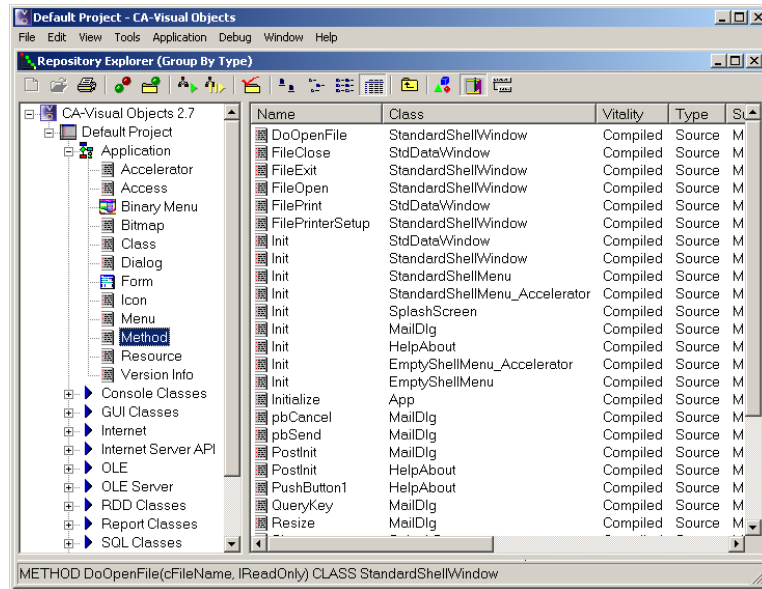 Default Project - CA-Visual Objects
File Edit View Tools Application Debug Window Help
Repository Explorer (Group By Type)
CA-Visual Objects 2.7
Default Project
Application
Accelerator
Access
Binary Menu
Bitmap
Class
Dialog
Form
Icon
Menu
Method
Resource
Version Info
Console Classes
GUI Classes
Internet
Internet Server API
OLE
OLE Server
RDD Classes
Report Classes
SQL Classes
Name Class Vitality Type
DoOpenFile StandardShellWindow Compiled Source M
FileClose StdDataWindow Compiled Source M
FileExit StandardShellWindow Compiled Source M
FileOpen StandardShellWindow Compiled Source M
FilePrint StdDataWindow Compiled Source M
FilePrinterSetup StandardShellWindow Compiled Source M
Init StdDataWindow Compiled Source M
Init StandardShellWindow Compiled Source M
Init StandardShellMenu Compiled Source M
Init StandardShellMenu_Accelerator Compiled Source M
Init SplashScreen Compiled Source M
Init MailDlg Compiled Source M
Init HelpAbout Compiled Source M
Init EmptyShellMenu_Accelerator Compiled Source M
Init EmptyShellMenu Compiled Source M
Initialize App Compiled Source M
pbCancel MailDlg Compiled Source M
pbSend MailDlg Compiled Source M
PostInit MailDlg Compiled Source M
PostInit HelpAbout Compiled Source M
PushButton1 HelpAbout Compiled Source M
QueryKey MailDlg Compiled Source M
Resize MailDlg Compiled Source M
METHOD DoOpenFile(cFileName, lReadOnly) CLASS StandardShellWindow